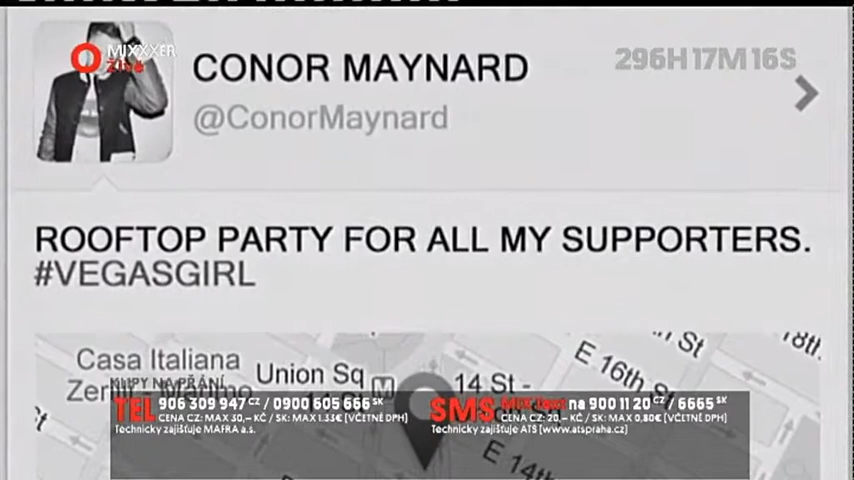 MIXXXER
živě
CONOR MAYNARD
296H 17M 16S
@ConorMaynard
ROOFTOP PARTY FOR ALL MY SUPPORTERS.
#VEGASGIRL
Casa Italiana
Union Sq
M
14 St -
E 16th St
St
18th
KLIPY NA PŘÁNÍ
TEL 906 309 947 CZ / 0900 605 666 SK
CENA CZ: MAX 30,- KČ / SK: MAX 1.33€ [VČETNĚ DPH]
Technicky zajišťuje MAFRA a.s.
SMS na 900 11 20 CZ / 6665 SK
CENA CZ: 20,- KČ / SK: MAX 0,80€ [VČETNĚ DPH]
Technicky zajišťuje ATS [www.atspraha.cz]
E 14th